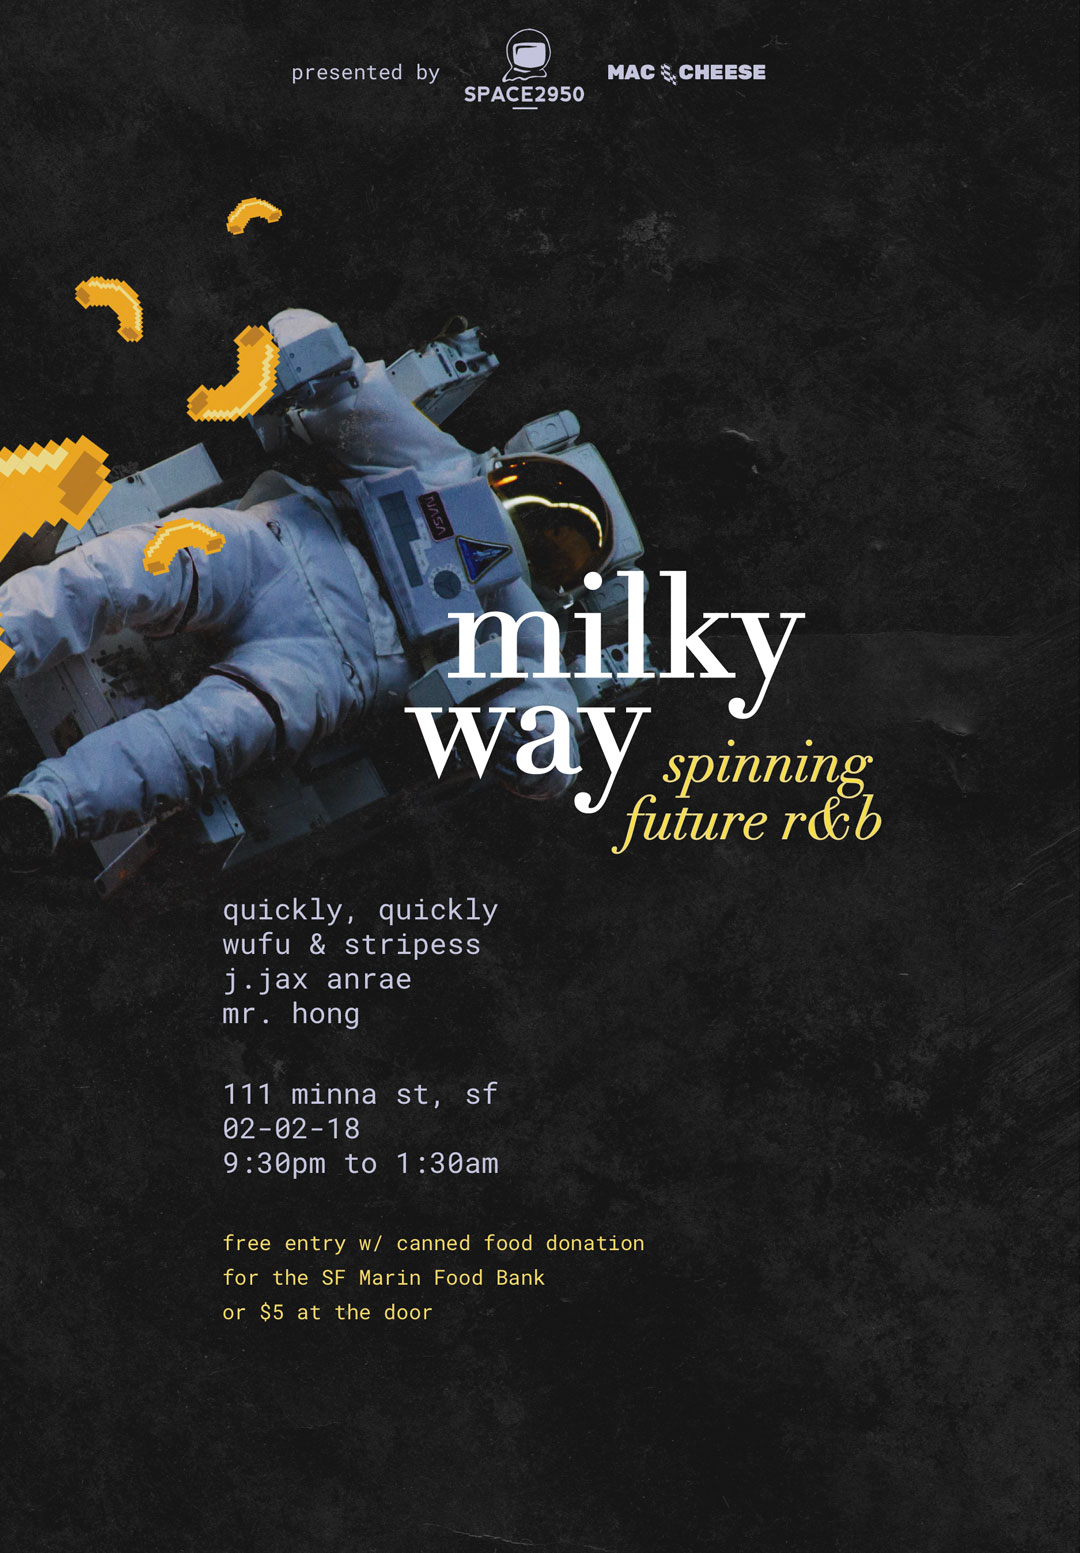 presented by
SPACE2950
MAC & CHEESE
NASA
milky
way
spinning
future r&b
quickly, quickly
wufu & stripess
j.jax anrae
mr. hong
111 minna st, sf
02-02-18
9:30pm to 1:30am
free entry w/ canned food donation
for the SF Marin Food Bank
or $5 at the door